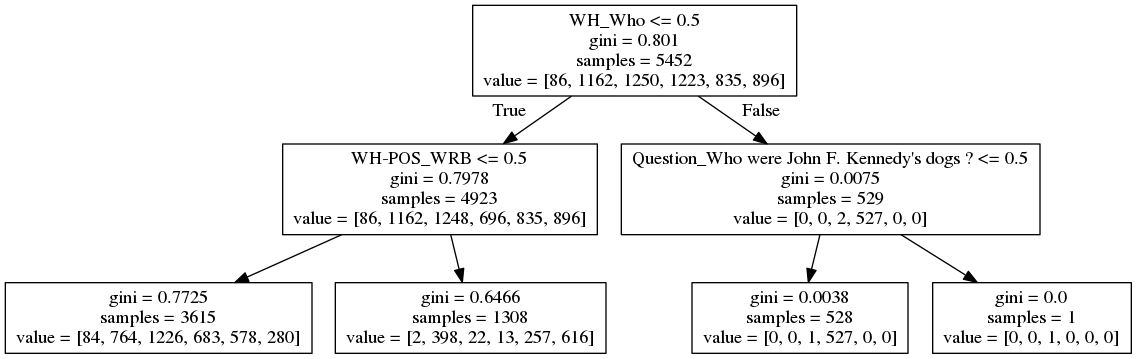 WH_Who <= 0.5
gini = 0.801
samples = 5452
value = [86, 1162, 1250, 1223, 835, 896]
True
False
WH-POS_WRB <= 0.5
gini = 0.7978
samples = 4923
value = [86, 1162, 1248, 696, 835, 896]
Question_Who were John F. Kennedy's dogs ? <= 0.5
gini = 0.0075
samples = 529
value = [0, 0, 2, 527, 0, 0]
gini = 0.7725
samples = 3615
value = [84, 764, 1226, 683, 578, 280]
gini = 0.6466
samples = 1308
value = [2, 398, 22, 13, 257, 616]
gini = 0.0038
samples = 528
value = [0, 0, 1, 527, 0, 0]
gini = 0.0
samples = 1
value = [0, 0, 1, 0, 0, 0]